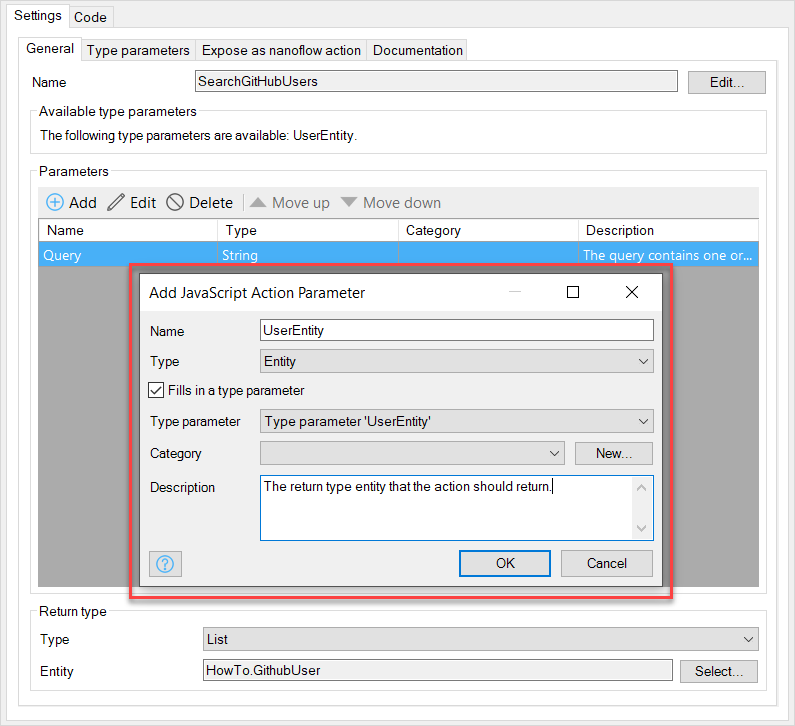 Settings Code
General Type parameters Expose as nanoflow action Documentation
Name SearchGitHubUsers Edit...
Available type parameters
The following type parameters are available: UserEntity.
Parameters
Add Edit Delete Move up Move down
Name Type Category Description
Query String The query contains one or...
Add JavaScript Action Parameter
Name UserEntity
Type Entity
Fills in a type parameter
Type parameter Type parameter 'UserEntity'
Category New...
Description The return type entity that the action should return.
? OK Cancel
Return type
Type List
Entity HowTo.GithubUser Select...